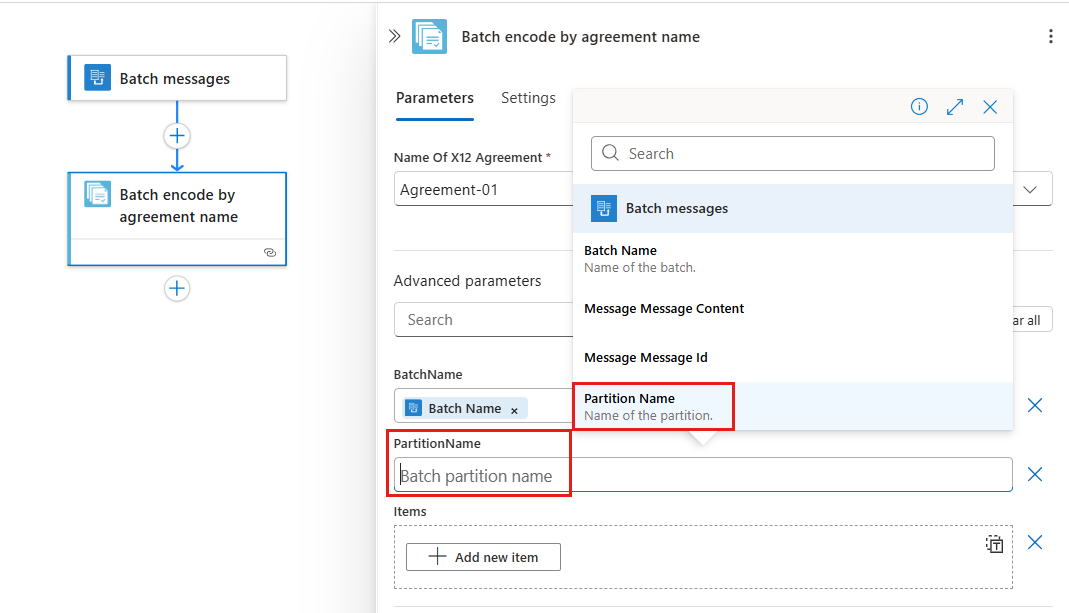 Batch messages
Batch encode by
agreement name
Batch encode by agreement name
Parameters
Settings
Name Of X12 Agreement *
Agreement-01
Advanced parameters
Search
ar all
BatchName
Batch Name ×
PartitionName
Batch partition name
Items
Add new item
Search
Batch messages
Batch Name
Name of the batch.
Message Message Content
Message Message Id
Partition Name
Name of the partition.